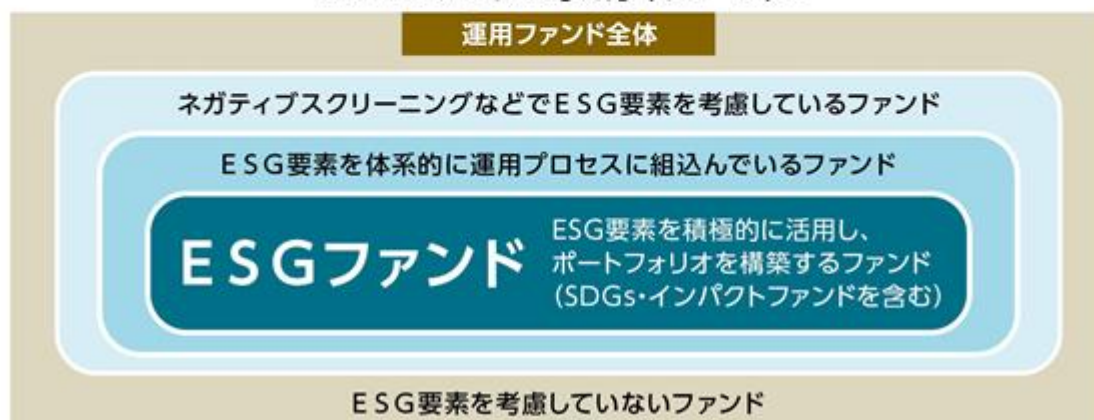 運用ファンド全体
ネガティブスクリーニングなどでESG要素を考慮しているファンド
ESG要素を体系的に運用プロセスに組込んでいるファンド
ESGファンド
ESG要素を積極的に活用し、
ポートフォリオを構築するファンド
(SDGs・インパクトファンドを含む)
ESG要素を考慮していないファンド